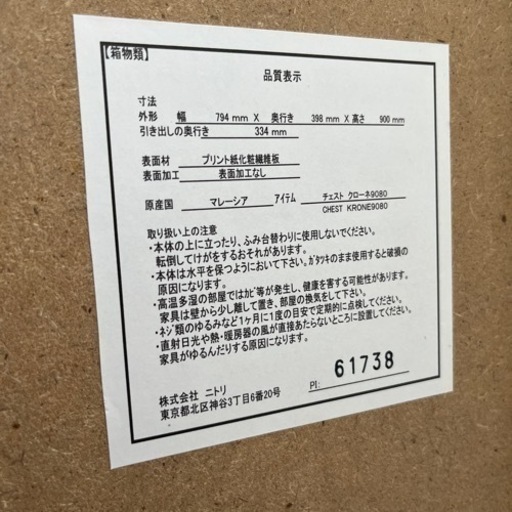 【箱物類】
品質表示
寸法
外形 幅 794 mm X 奥行き 398 mm X 高さ 900 mm
引き出しの奥行き 334 mm
表面材 プリント紙化粧繊維板
表面加工 表面加工なし
原産国 マレーシア アイテム チェスト クローネ9080
CHEST KRONE9080
取り扱い上の注意
・本体の上に立ったり、ふみ台替わりに使用しないでください。
転倒してけがをするおそれがあります。
・本体は水平を保つようにおいて下さい。ガタツキのまま使用すると破損の
原因になります。
・高温多湿の部屋ではカビ等が発生し、健康を害する可能性があります。
家具は壁から少し離して置き、部屋の換気をして下さい。
・ネジ類のゆるみなど1ヶ月に1度の目安で定期的に点検してください。
・直射日光や熱・暖房器の風が直接あたらないところに設置してください。
家具がゆるんだりする原因になります。
株式会社 ニトリ
東京都北区神谷3丁目6番20号
PI: 61738